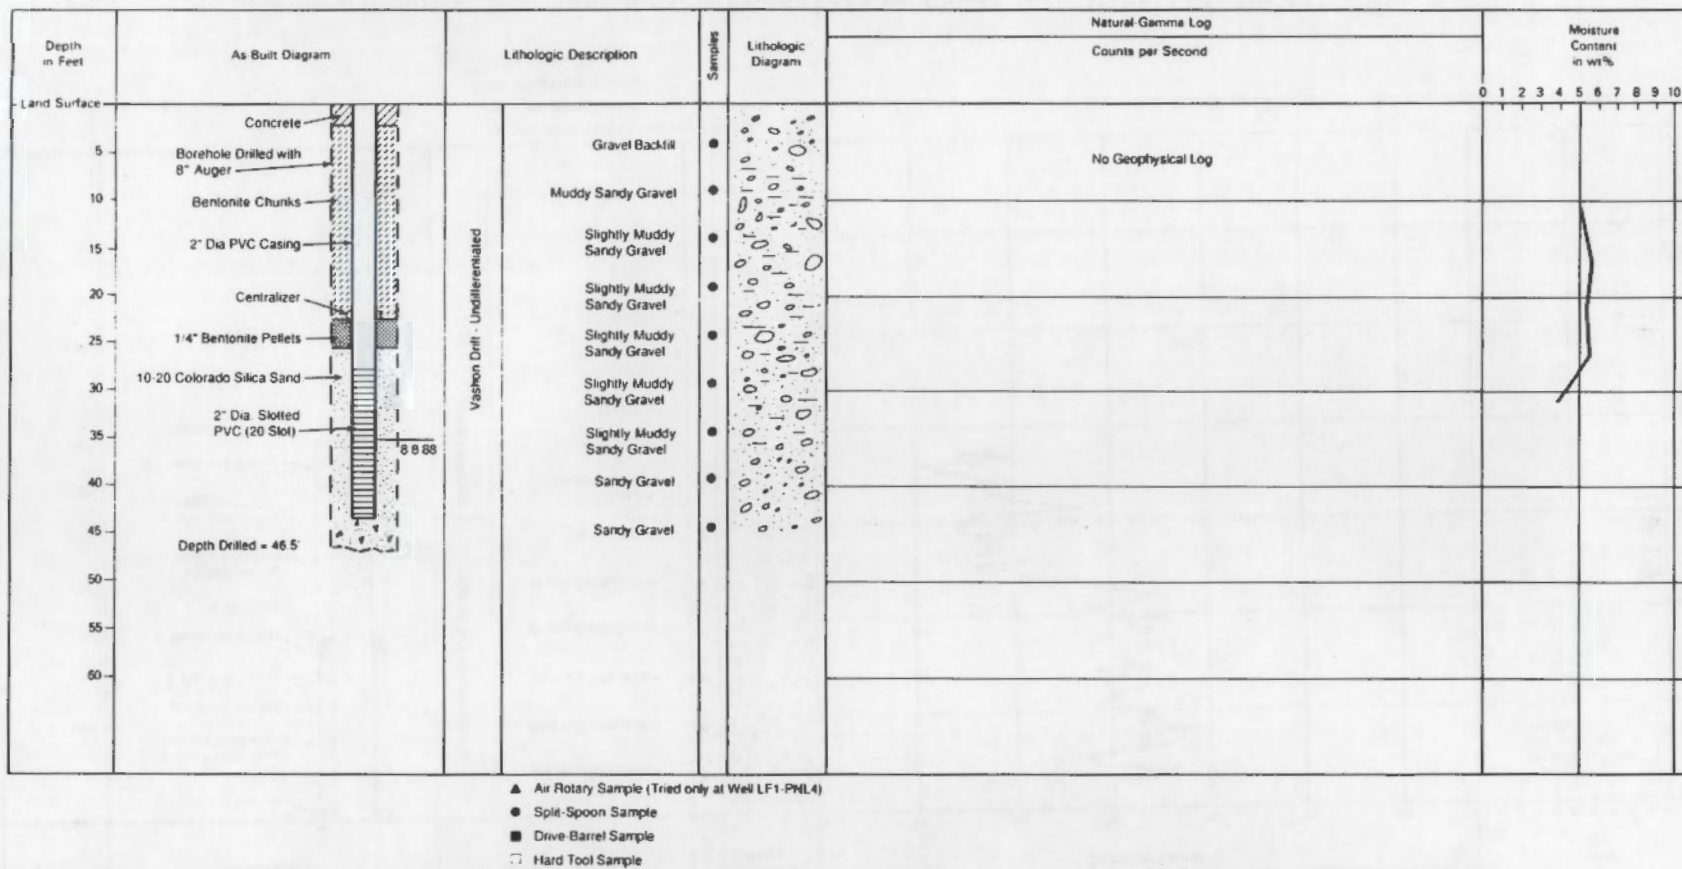 Depth
in Feet
As-Built Diagram
Lithologic Description
Samples
Lithologic
Diagram
Natural-Gamma Log
Counts per Second
Moisture
Content
in wt%
0 1 2 3 4 5 6 7 8 9 10
Land Surface
5
10
15
20
25
30
35
40
45
50
55
60
Concrete
Borehole Drilled with
8" Auger
Bentonite Chunks
2" Dia PVC Casing
Centralizer
1/4" Bentonite Pellets
10-20 Colorado Silica Sand
2" Dia. Slotted
PVC (20 Slot)
8 8 88
Depth Drilled = 46.5'
Vashon Drift - Undifferentiated
Gravel Backfill
Muddy Sandy Gravel
Slightly Muddy
Sandy Gravel
Slightly Muddy
Sandy Gravel
Slightly Muddy
Sandy Gravel
Slightly Muddy
Sandy Gravel
Slightly Muddy
Sandy Gravel
Sandy Gravel
Sandy Gravel
No Geophysical Log
▲ Air Rotary Sample (Tried only at Well LF1-PNL4)
● Split-Spoon Sample
■ Drive-Barrel Sample
□ Hard Tool Sample